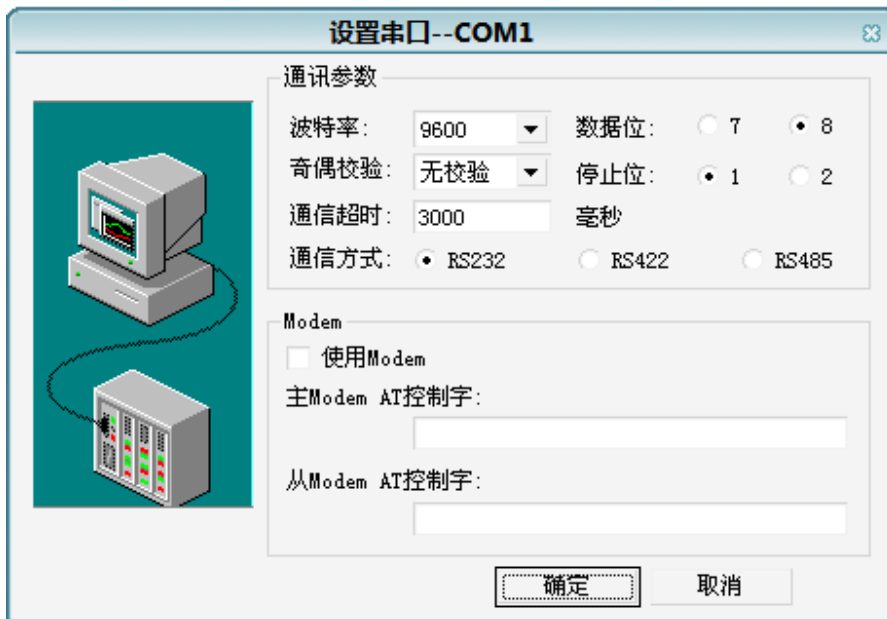 设置串口--COM1
通讯参数
波特率: 9600 数据位: 7 8
奇偶校验: 无校验 停止位: 1 2
通信超时: 3000 毫秒
通信方式: RS232 RS422 RS485
Modem
使用Modem
主Modem AT控制字:
从Modem AT控制字:
确定 取消